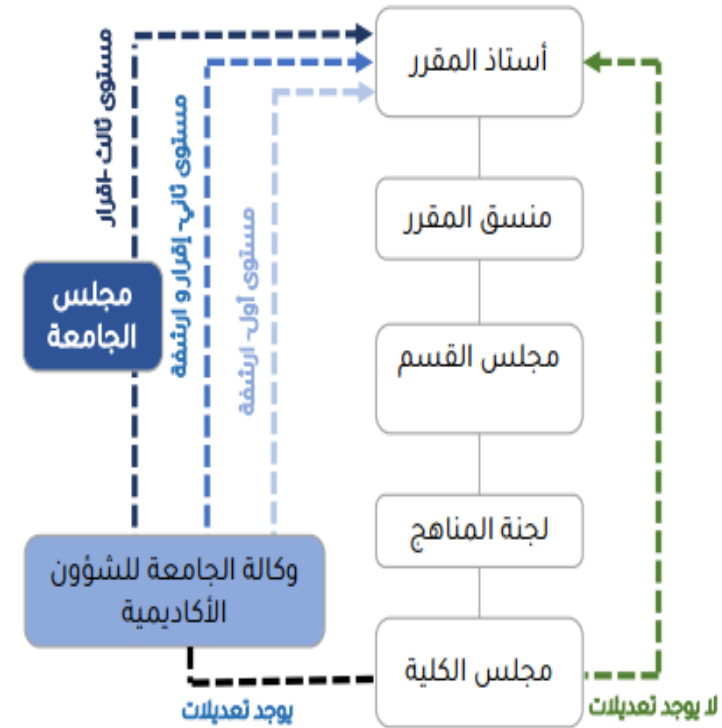 أستاذ المقرر
منسق المقرر
مجلس القسم
لجنة المناهج
مجلس الكلية
لا يوجد تعديلات
يوجد تعديلات
وكالة الجامعة للشؤون
الأكاديمية
مستوى أول- ارشفة
مستوى ثاني- إقرار و ارشفة
مجلس
الجامعة
مستوى ثالث -اقرار